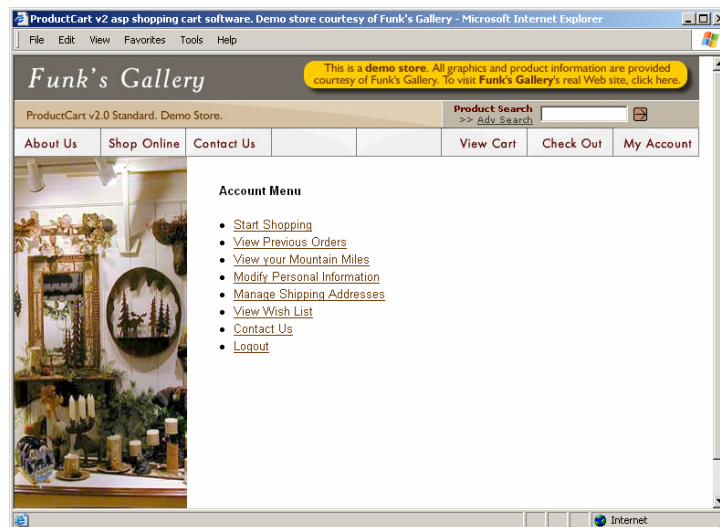 ProductCart v2 asp shopping cart software. Demo store courtesy of Funk's Gallery - Microsoft Internet Explorer
File Edit View Favorites Tools Help
Funk's Gallery
This is a demo store. All graphics and product information are provided
courtesy of Funk's Gallery. To visit Funk's Gallery's real Web site, click here.
ProductCart v2.0 Standard. Demo Store.
Product Search
>> Adv Search
About Us Shop Online Contact Us View Cart Check Out My Account
Account Menu
• Start Shopping
• View Previous Orders
• View your Mountain Miles
• Modify Personal Information
• Manage Shipping Addresses
• View Wish List
• Contact Us
• Logout
Internet